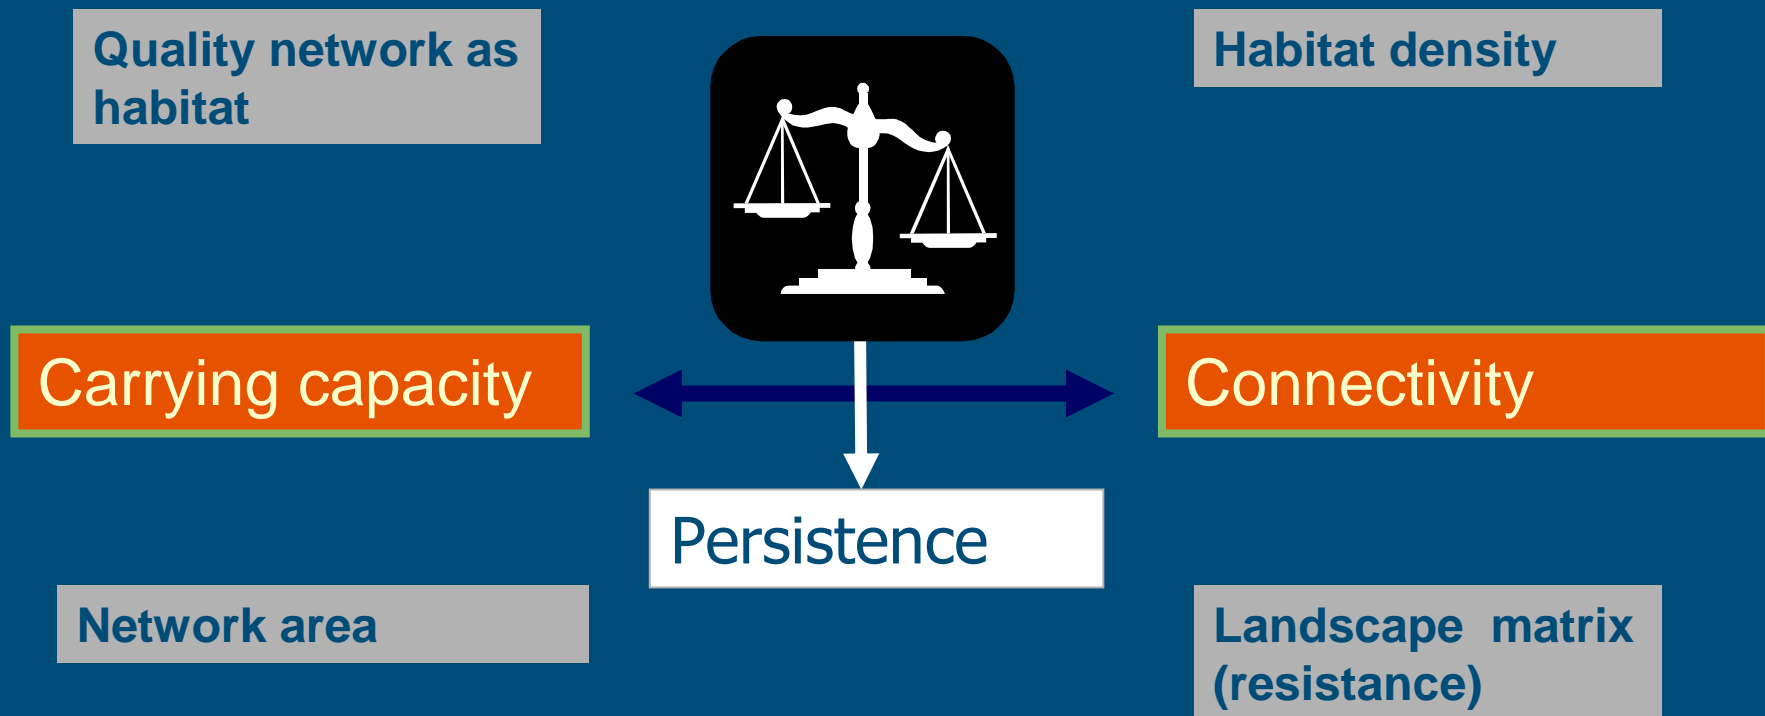 Quality network as
habitat
Habitat density
Carrying capacity
Connectivity
Persistence
Network area
Landscape matrix
(resistance)